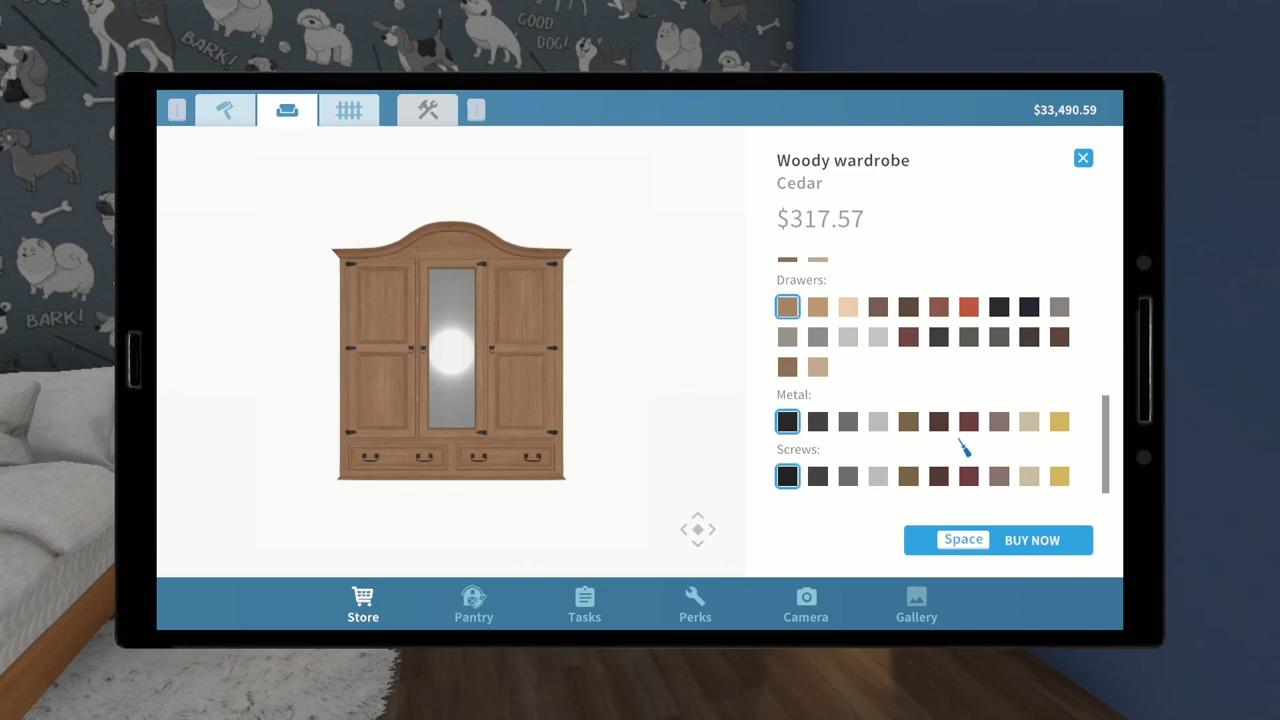 GOOD
DOG!
BARK!
BARK!
$33,490.59
Woody wardrobe
Cedar
$317.57
Drawers:
Metal:
Screws:
Space BUY NOW
Store
Pantry
Tasks
Perks
Camera
Gallery